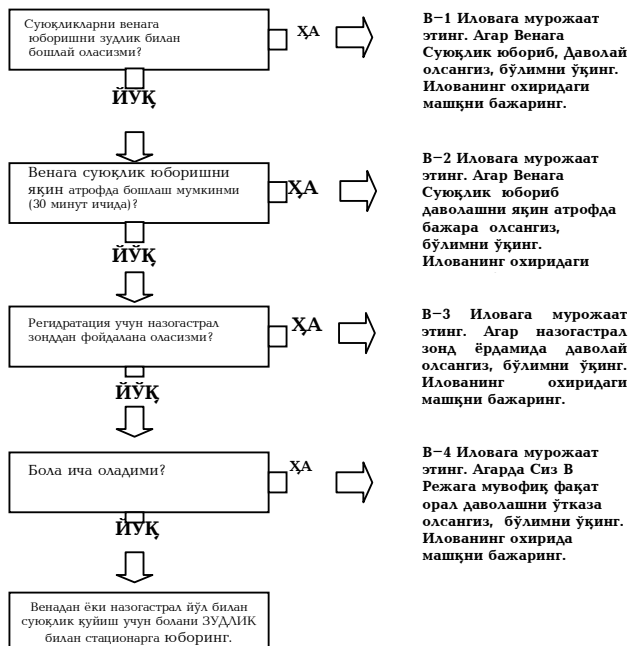 Суюқликларни венага
юборишни зудлик билан
бошлай оласизми?
ҲА
В−1 Иловага мурожаат
этинг. Агар Венага
Суюқлик юбориб, Даволай
олсангиз, бўлимни ўқинг.
Илованинг охиридаги
машқни бажаринг.
ЙУҚ
Венага суюқлик юборишни
яқин атрофда бошлаш мумкинми
(30 минут ичида)?
ҲА
В−2 Иловага мурожаат
этинг. Агар Венага
Суюқлик юбориб
даволашни яқин атрофда
бажара олсангиз,
бўлимни ўқинг.
Илованинг охиридаги
ЙЎҚ
Регидратация учун назогастрал
зонддан фойдалана оласизми?
ҲА
В−3 Иловага мурожаат
этинг. Агар назогастрал
зонд ёрдамида даволай
олсангиз, бўлимни ўқинг.
Илованинг охиридаги
машқни бажаринг.
ЙЎҚ
Бола ича оладими?
ҲА
В−4 Иловага мурожаат
этинг. Агарда Сиз В
Режага мувофиқ фақат
орал даволашни ўтказа
олсангиз, бўлимни ўқинг.
Илованинг охирида
машқни бажаринг.
ЙЎҚ
Венадан ёки назогастрал йўл билан
суюқлик қуйиш учун болани ЗУДЛИК
билан стационарга юборинг.